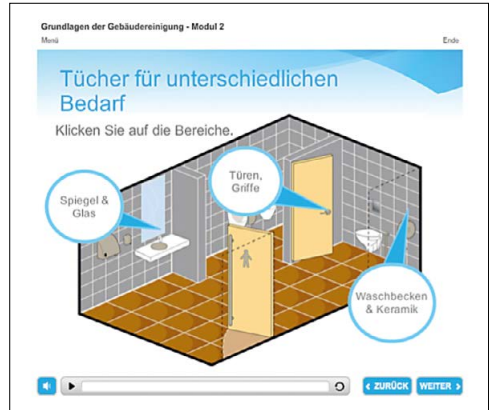 Grundlagen der Gebäudereinigung - Modul 2
Menü
Ende
Tücher für unterschiedlichen
Bedarf
Klicken Sie auf die Bereiche.
Spiegel &
Glas
Türen,
Griffe
Waschbecken
& Keramik
‹ ZURÜCK
WEITER ›